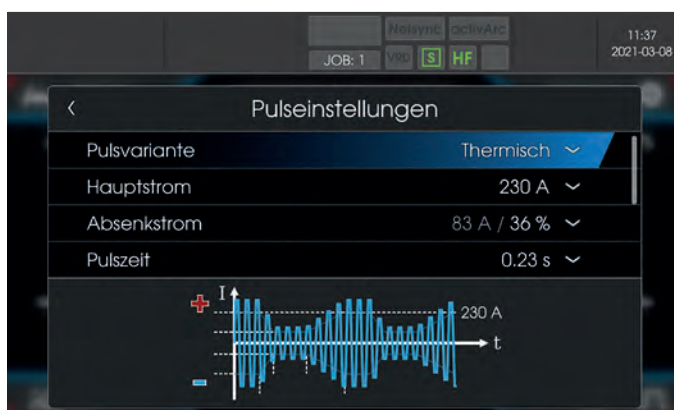 Netsync activArc
11:37
JOB: 1 VRD S HF
2021-03-08
< Pulseinstellungen
Pulsvariante Thermisch
Hauptstrom 230 A
Absenkstrom 83 A / 36 %
Pulszeit 0.23 s
+ I
230 A
t
-